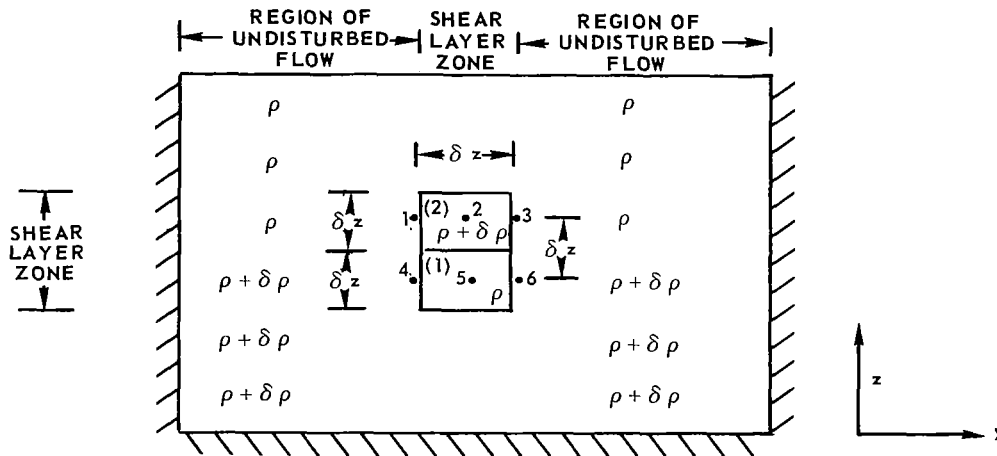 REGION OF
UNDISTURBED
FLOW
SHEAR
LAYER
ZONE
REGION OF
UNDISTURBED
FLOW
ρ
ρ
ρ
ρ
δ z
SHEAR
LAYER
ZONE
ρ
δ z
1
(2)
2
ρ + δ ρ
3
δ z
ρ
ρ + δ ρ
δ z
4
(1)
5
ρ
6
ρ + δ ρ
ρ + δ ρ
ρ + δ ρ
ρ + δ ρ
ρ + δ ρ
z